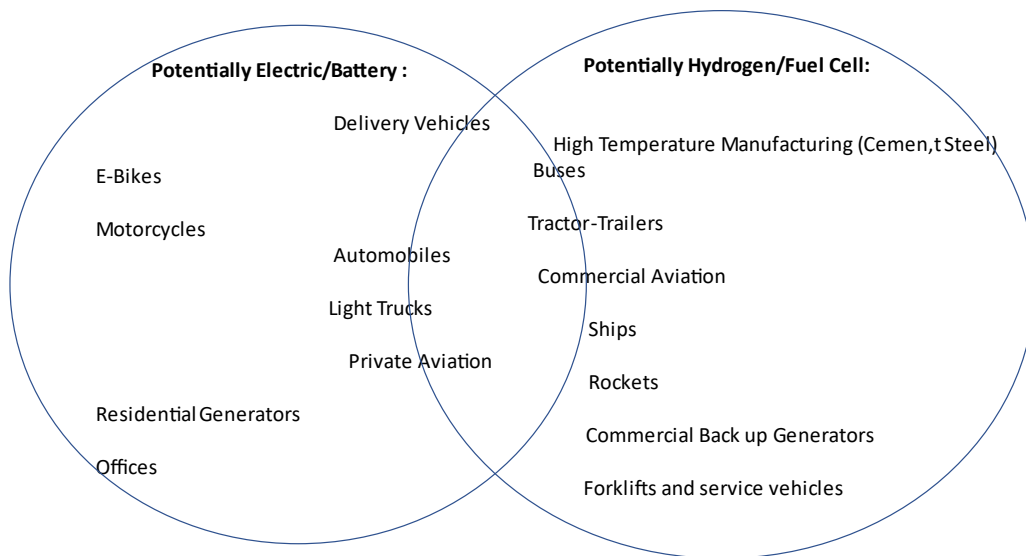 Potentially Electric/Battery :
Delivery Vehicles
E-Bikes
Motorcycles
Automobiles
Light Trucks
Private Aviation
Residential Generators
Offices
Potentially Hydrogen/Fuel Cell:
High Temperature Manufacturing (Cemen,t Steel)
Buses
Tractor-Trailers
Commercial Aviation
Ships
Rockets
Commercial Back up Generators
Forklifts and service vehicles